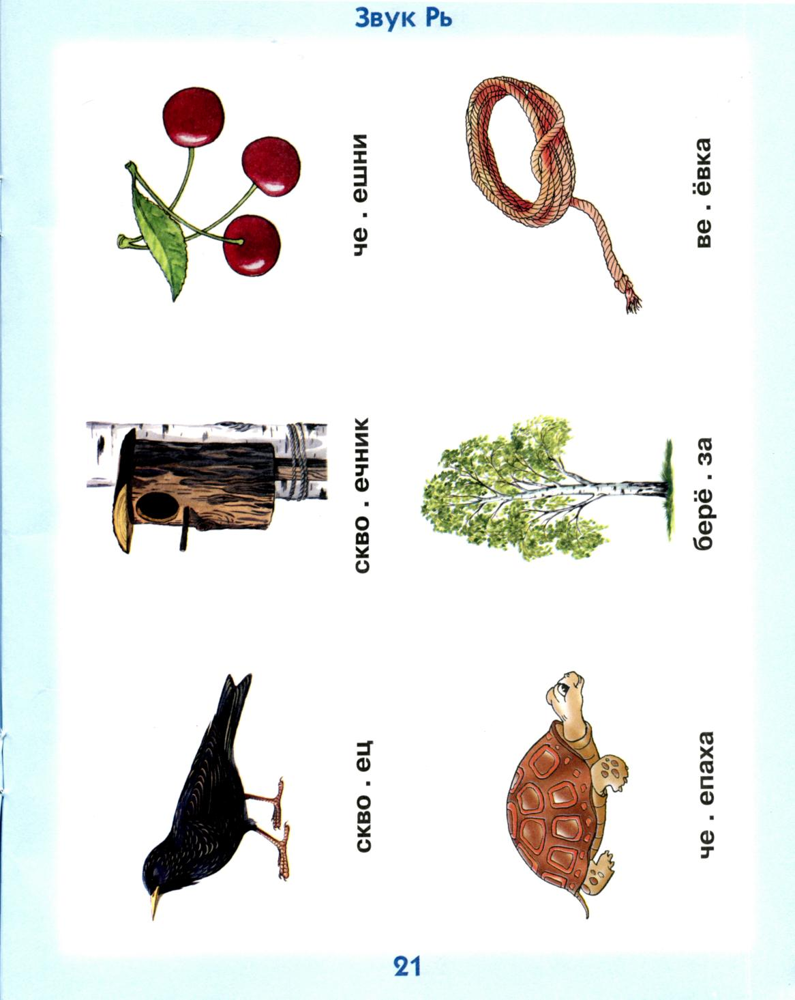 Звук Рь
скво . ец
скво . ечник
че . ешни
че . епаха
берё . за
ве . ёвка
21